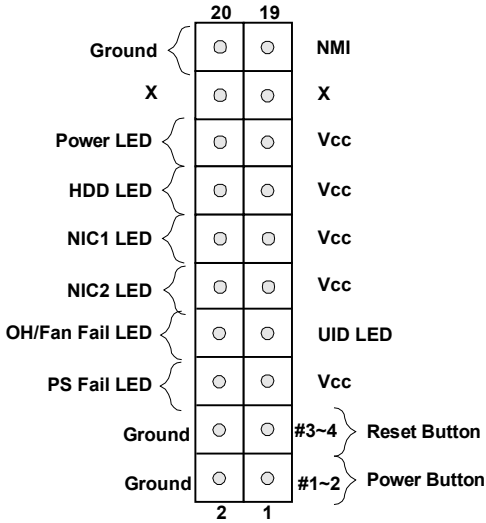 20 19
Ground NMI
X X
Power LED Vcc
HDD LED Vcc
NIC1 LED Vcc
NIC2 LED Vcc
OH/Fan Fail LED UID LED
PS Fail LED Vcc
Ground #3~4 Reset Button
Ground #1~2 Power Button
2 1